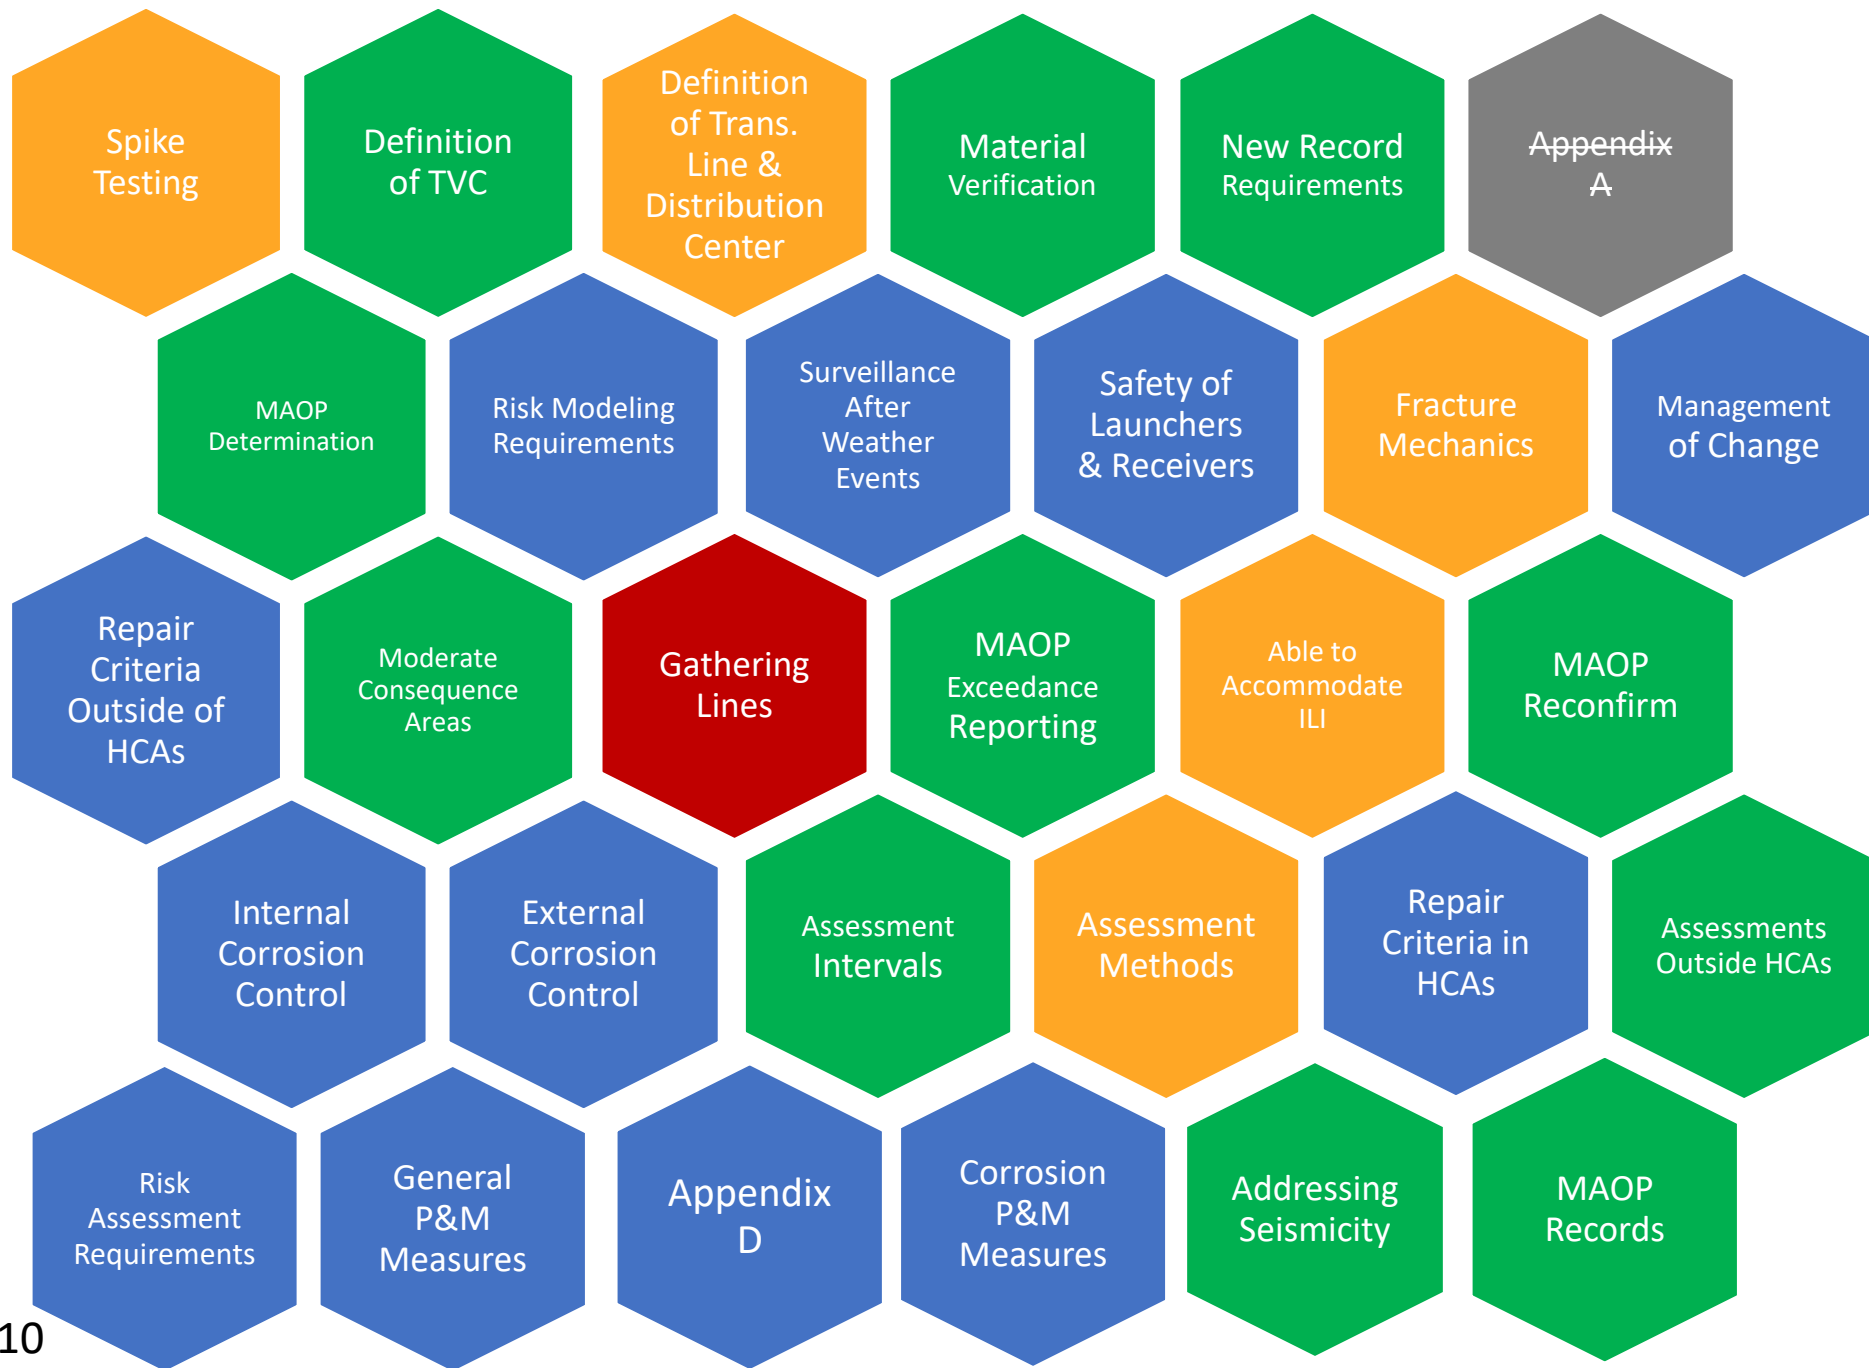 Spike
Testing
Definition
of TVC
Definition
of Trans.
Line &
Distribution
Center
Material
Verification
New Record
Requirements
Appendix
A
MAOP
Determination
Risk Modeling
Requirements
Surveillance
After
Weather
Events
Safety of
Launchers
& Receivers
Fracture
Mechanics
Management
of Change
Repair
Criteria
Outside of
HCAs
Moderate
Consequence
Areas
Gathering
Lines
MAOP
Exceedance
Reporting
Able to
Accommodate
ILI
MAOP
Reconfirm
Internal
Corrosion
Control
External
Corrosion
Control
Assessment
Intervals
Assessment
Methods
Repair
Criteria in
HCAs
Assessments
Outside HCAs
Risk
Assessment
Requirements
General
P&M
Measures
Appendix
D
Corrosion
P&M
Measures
Addressing
Seismicity
MAOP
Records
10